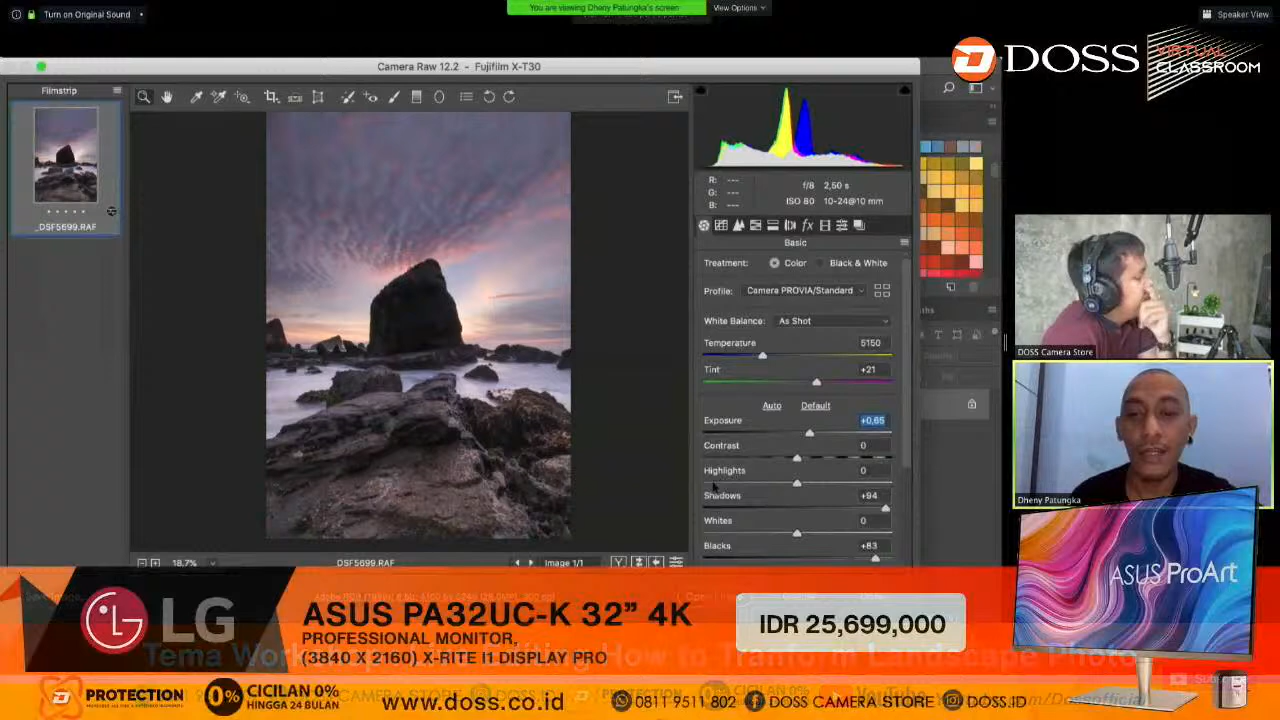 Turn on Original Sound
You are viewing Dheny Patungka's screen
View Options
Speaker View
DOSS
VIRTUAL
CLASSROOM
Camera Raw 12.2 - Fujifilm X-T30
Filmstrip
_DSF5699.RAF
R: ---
G: ---
B: ---
f/8 2,50 s
ISO 80 10-24@10 mm
fx
Basic
Treatment: Color Black & White
Profile: Camera PROVIA/Standard
White Balance: As Shot
Temperature 5150
Tint +21
Auto Default
Exposure +0,65
Contrast 0
Highlights 0
Shadows +94
Whites 0
Blacks +83
18,7%
DSF5699.RAF
Image 1/1
DOSS Camera Store
Dheny Patungka
ASUS ProArt
LG
ASUS PA32UC-K 32” 4K
PROFESSIONAL MONITOR,
(3840 X 2160) X-RITE I1 DISPLAY PRO
IDR 25,699,000
PROTECTION
0% CICILAN 0%
HINGGA 24 BULAN
www.doss.co.id
0811 9511 802
DOSS CAMERA STORE
DOSS.ID